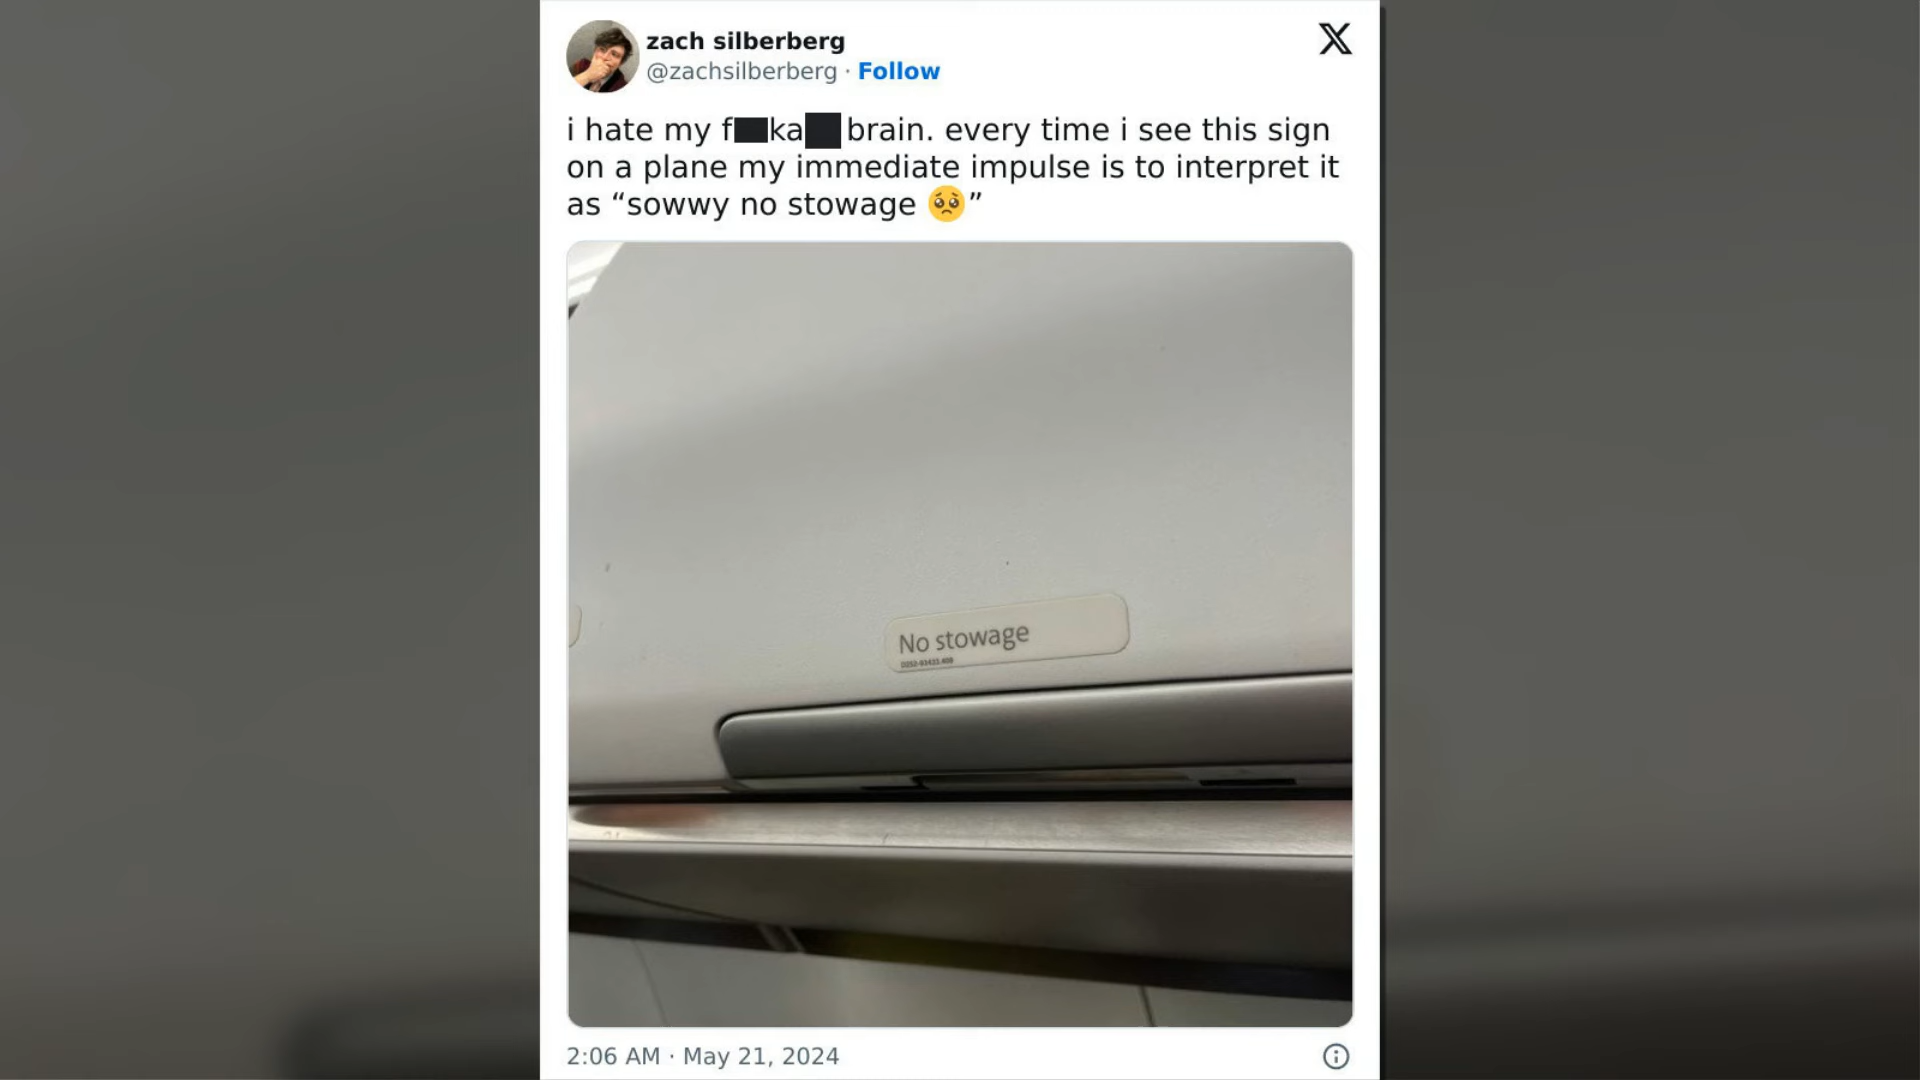 zach silberberg
@zachsilberberg · Follow
i hate my f██ka██ brain. every time i see this sign
on a plane my immediate impulse is to interpret it
as “sowwy no stowage 🥺”
No stowage
2:06 AM · May 21, 2024